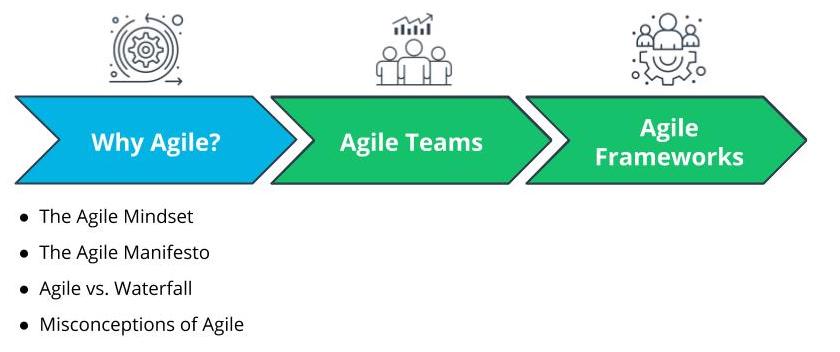 Why Agile?
Agile Teams
Agile
Frameworks
● The Agile Mindset
● The Agile Manifesto
● Agile vs. Waterfall
● Misconceptions of Agile